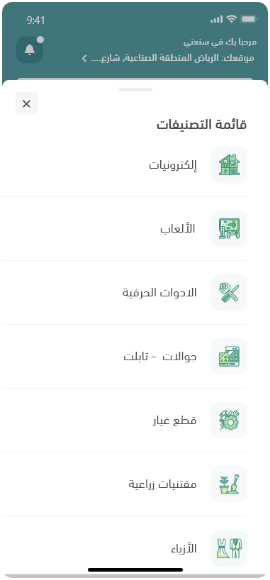 9:41
مرحبا بك في سنعني
موقعك: الرياض المنطقة الصناعية, شارع....
قائمة التصنيفات
إلكترونيات
الألعاب
الادوات الحرفية
جوالات - تابلت
قطع غيار
مقتنيات زراعية
الأزياء